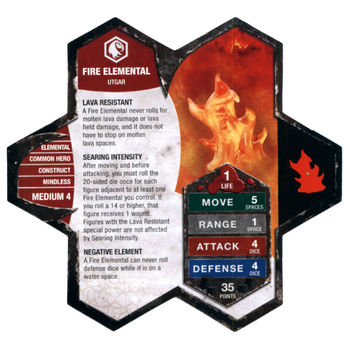 FIRE ELEMENTAL
UTGAR
LAVA RESISTANT
A Fire Elemental never rolls for
molten lava damage or lava
field damage, and it does not
have to stop on molten
lava spaces.
SEARING INTENSITY
After moving and before
attacking, you must roll the
20-sided dice once for each
figure adjacent to at least one
Fire Elemental you control. If
you roll a 14 or higher, that
figure receives 1 wound.
Figures with the Lava Resistant
special power are not affected
by Searing Intensity.
NEGATIVE ELEMENT
A Fire Elemental can never roll
defense dice while it is on a
water space.
ELEMENTAL
COMMON HERO
CONSTRUCT
MINDLESS
MEDIUM 4
1
LIFE
MOVE 5
SPACES
RANGE 1
SPACE
ATTACK 4
DICE
DEFENSE 4
DICE
35
POINTS